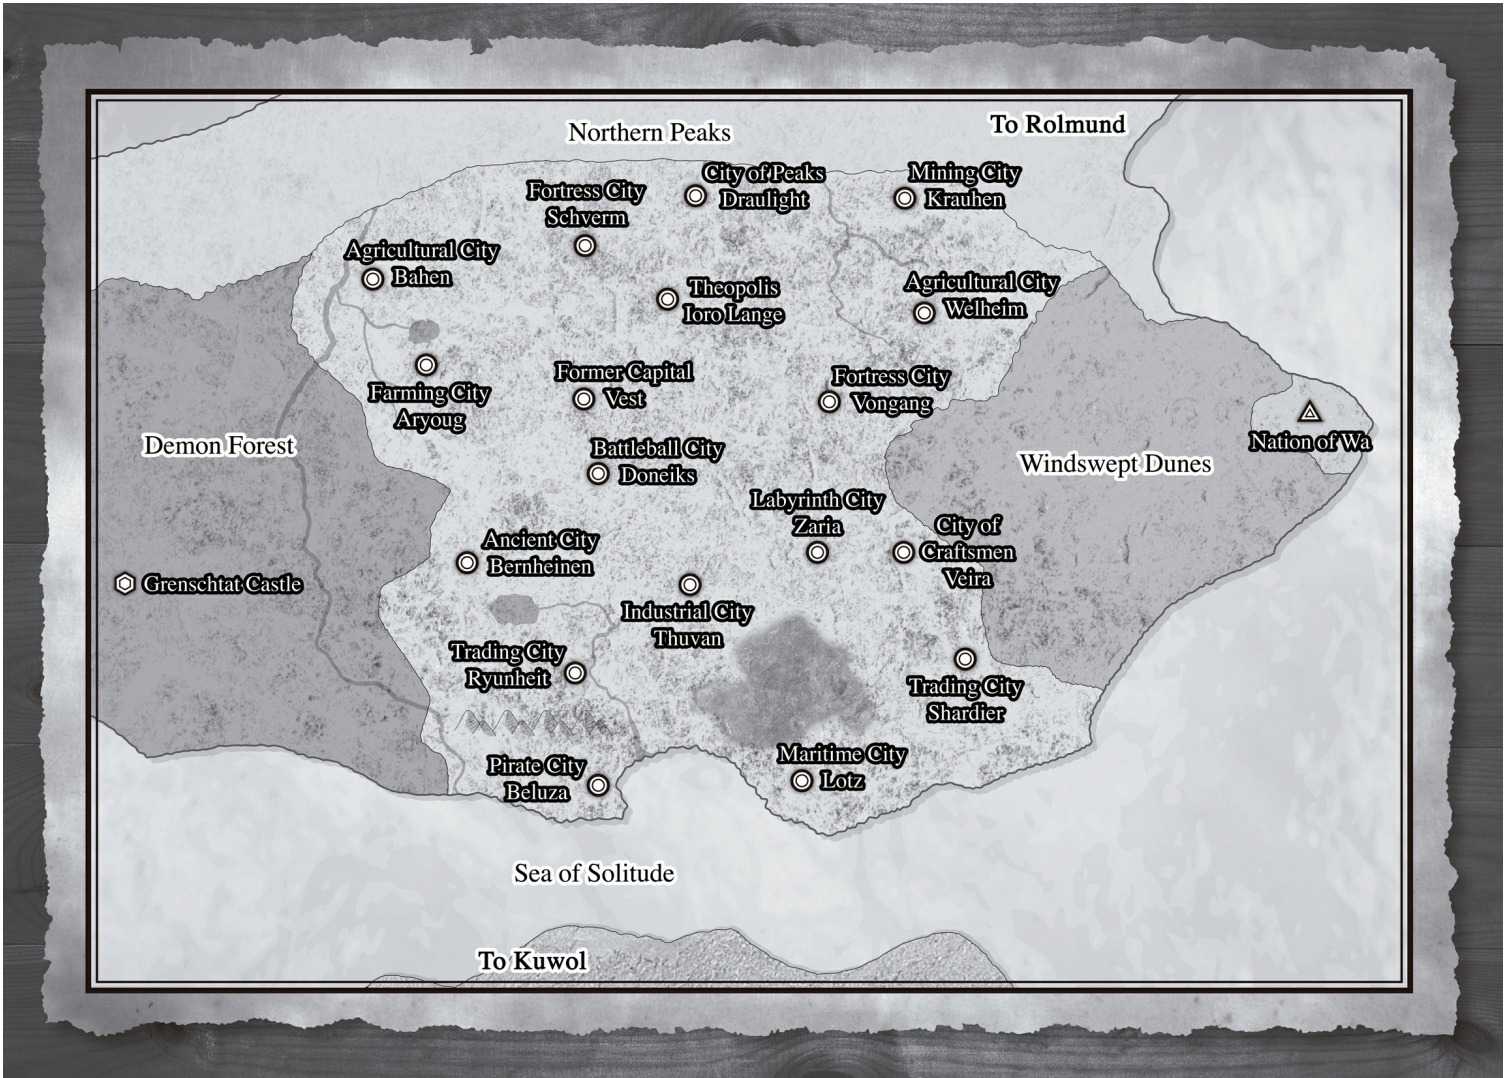 To Rolmund
Northern Peaks
City of Peaks
Draulight
Mining City
Krauhen
Fortress City
Schverm
Agricultural City
Bahen
Theopolis
Ioro Lange
Agricultural City
Welheim
Farming City
Aryoug
Former Capital
Vest
Fortress City
Vongang
Nation of Wa
Demon Forest
Battleball City
Doneiks
Windswept Dunes
Labyrinth City
Zaria
City of
Craftsmen
Veira
Ancient City
Bernheinen
Grenschtat Castle
Industrial City
Thuvan
Trading City
Ryunheit
Trading City
Shardier
Pirate City
Beluza
Maritime City
Lotz
Sea of Solitude
To Kuwol